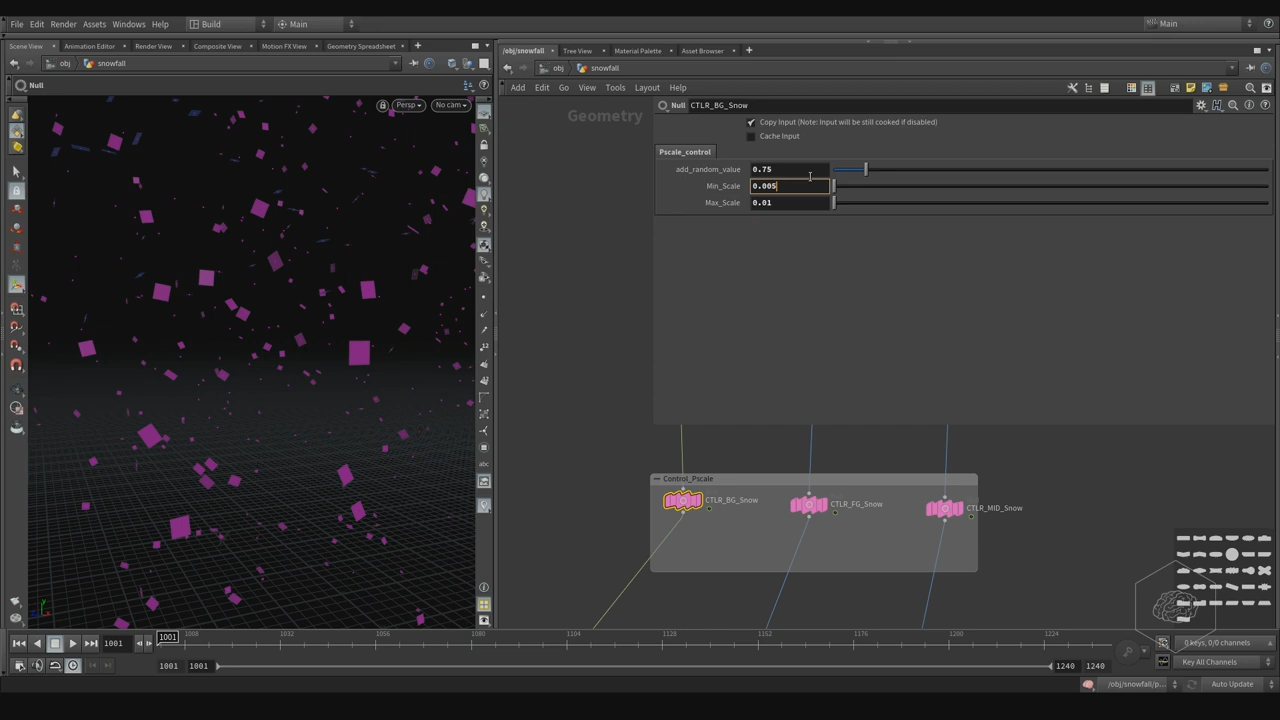 File Edit Render Assets Windows Help Build Main Main
Scene View Animation Editor Render View Composite View Motion FX View Geometry Spreadsheet
/obj/snowfall Tree View Material Palette Asset Browser
obj snowfall
obj snowfall
Null
Add Edit Go View Tools Layout Help
Persp No cam
Geometry
Null CTLR_BG_Snow
Copy Input (Note: Input will be still cooked if disabled)
Cache Input
Pscale_control
add_random_value 0.75
Min_Scale 0.005
Max_Scale 0.01
Control_Pscale
CTLR_BG_Snow CTLR_FG_Snow CTLR_MID_Snow
abc
1001 1001 1008 1032 1056 1080 1104 1128 1152 1176 1200 1224
0 keys, 0/0 channels
1001 1001 1240 1240 Key All Channels
/obj/snowfall/p... Auto Update